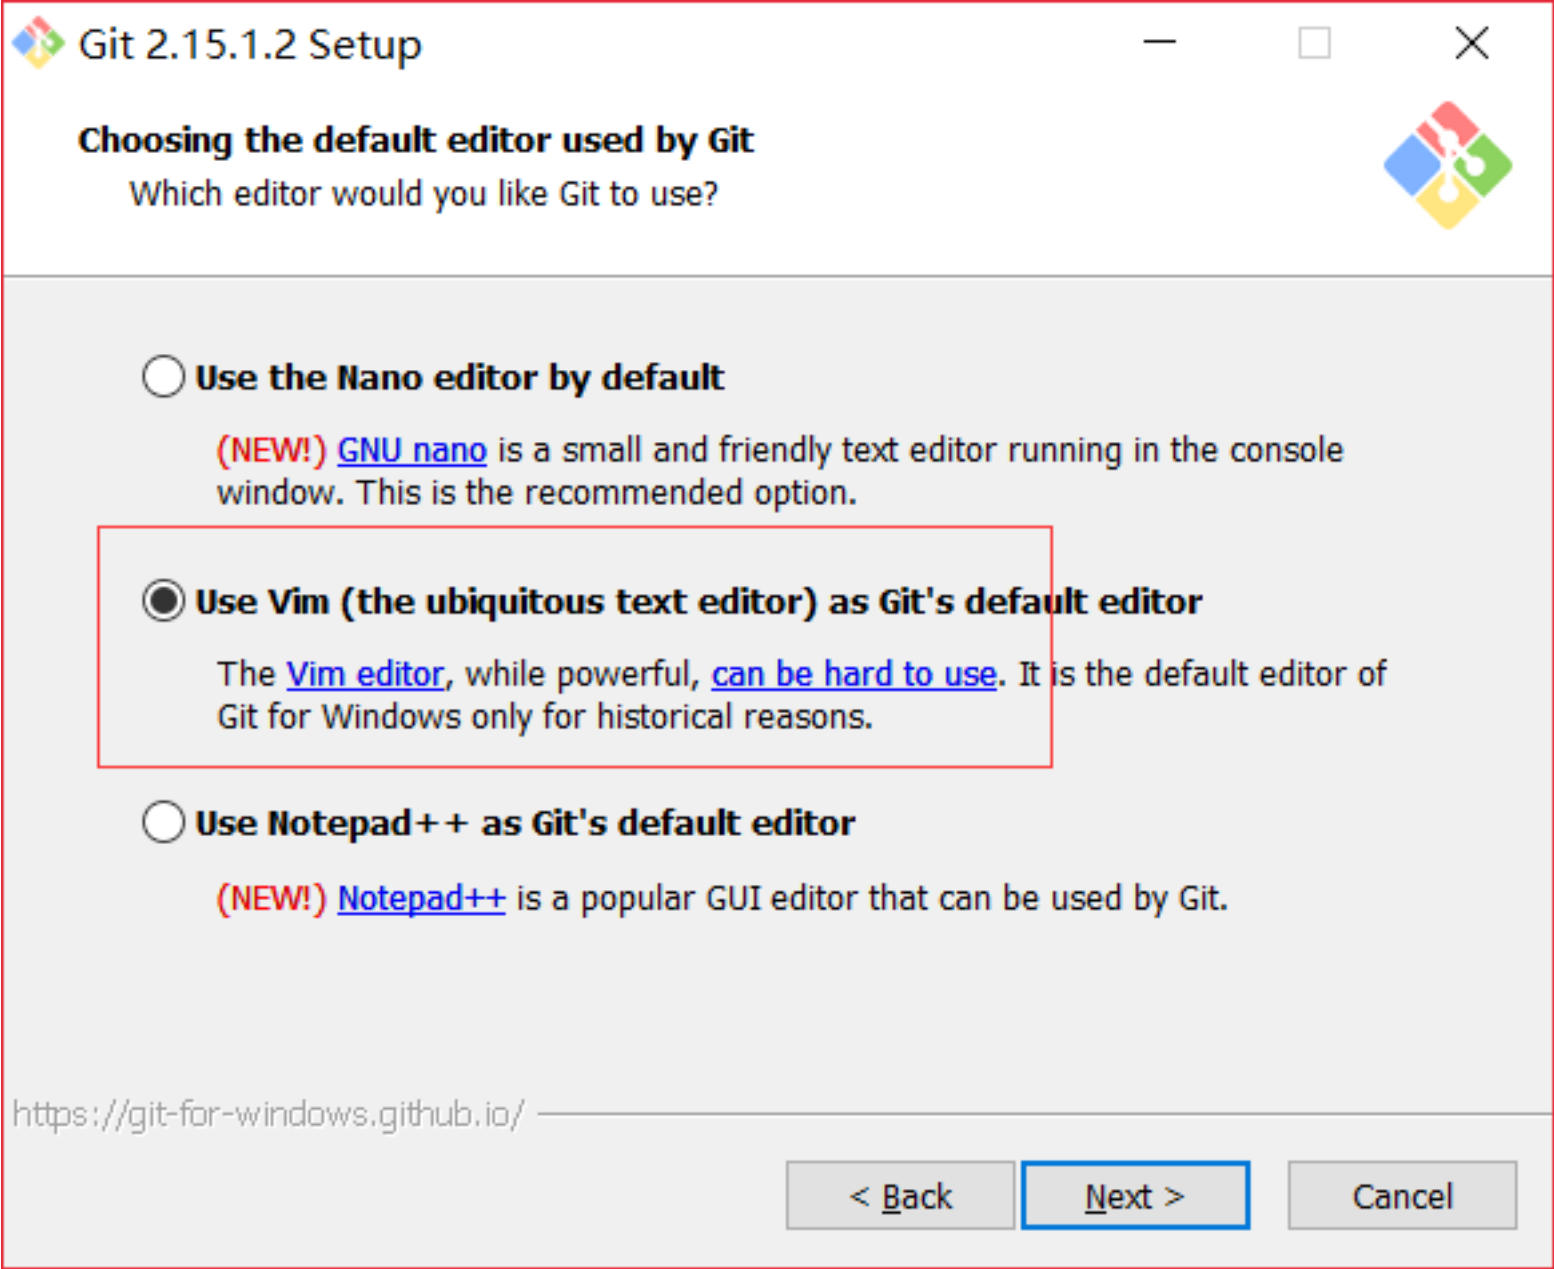 Git 2.15.1.2 Setup
Choosing the default editor used by Git
Which editor would you like Git to use?
Use the Nano editor by default
(NEW!) GNU nano is a small and friendly text editor running in the console
window. This is the recommended option.
Use Vim (the ubiquitous text editor) as Git's default editor
The Vim editor, while powerful, can be hard to use. It is the default editor of
Git for Windows only for historical reasons.
Use Notepad++ as Git's default editor
(NEW!) Notepad++ is a popular GUI editor that can be used by Git.
https://git-for-windows.github.io/
< Back Next > Cancel